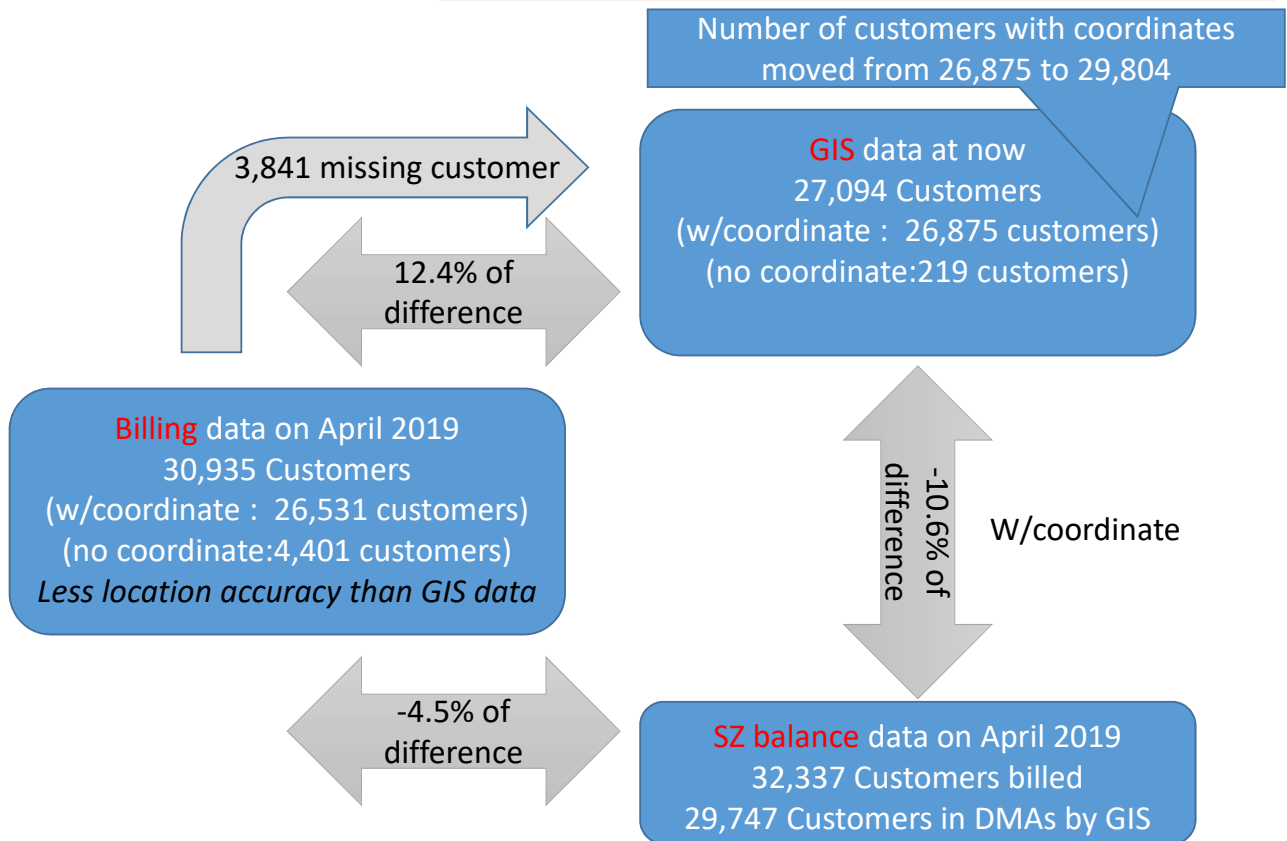 Number of customers with coordinates
moved from 26,875 to 29,804
GIS data at now
27,094 Customers
(w/coordinate :  26,875 customers)
(no coordinate:219 customers)
3,841 missing customer
12.4% of
difference
Billing data on April 2019
30,935 Customers
(w/coordinate :  26,531 customers)
(no coordinate:4,401 customers)
Less location accuracy than GIS data
-10.6% of
difference
W/coordinate
-4.5% of
difference
SZ balance data on April 2019
32,337 Customers billed
29,747 Customers in DMAs by GIS